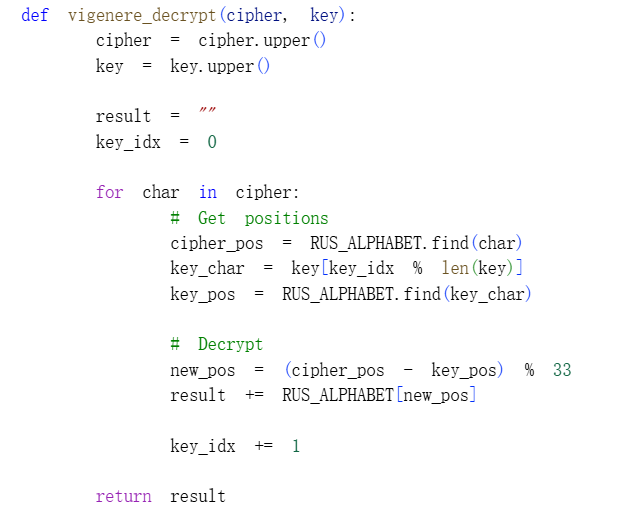 def vigenere_decrypt(cipher, key):
cipher = cipher.upper()
key = key.upper()
result = ""
key_idx = 0
for char in cipher:
# Get positions
cipher_pos = RUS_ALPHABET.find(char)
key_char = key[key_idx % len(key)]
key_pos = RUS_ALPHABET.find(key_char)
# Decrypt
new_pos = (cipher_pos - key_pos) % 33
result += RUS_ALPHABET[new_pos]
key_idx += 1
return result